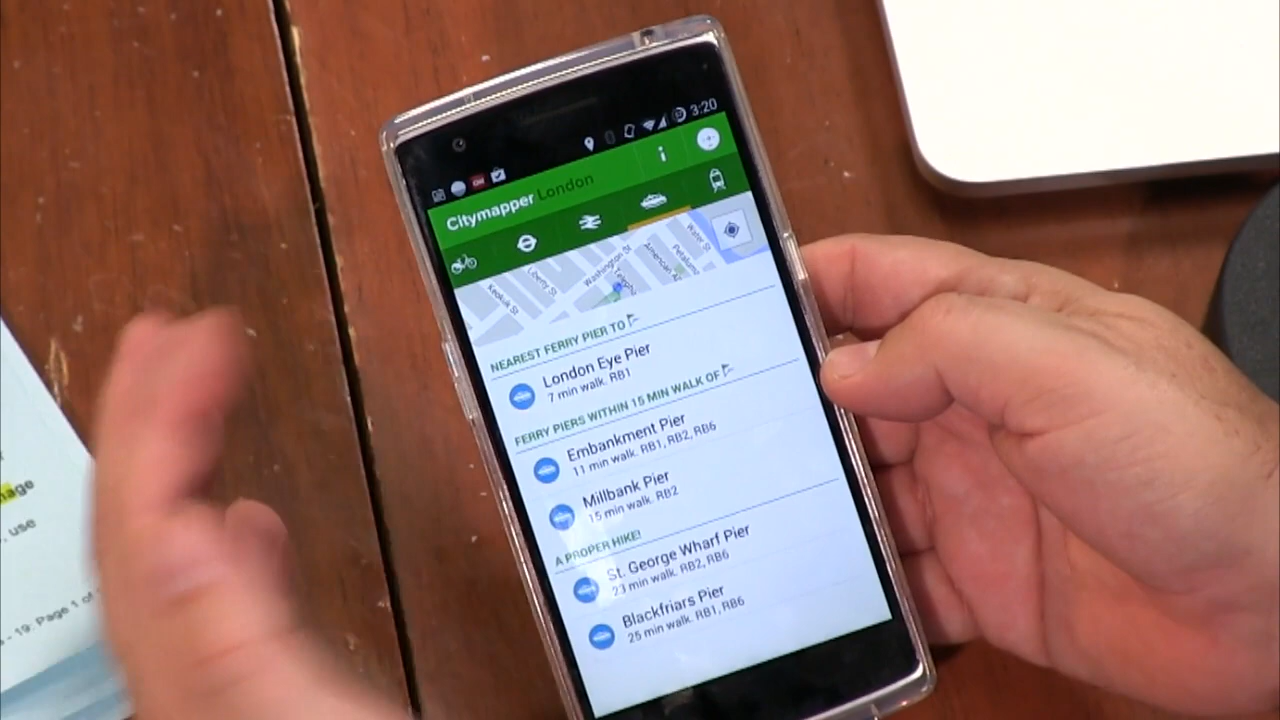 3:20
i
Citymapper London
Keokuk St
Liberty St
Washington St
Telepho
American Al
Petaluma
Water St
NEAREST FERRY PIER TO
London Eye Pier
7 min walk. RB1
FERRY PIERS WITHIN 15 MIN WALK OF
Embankment Pier
11 min walk. RB1, RB2, RB6
Millbank Pier
15 min walk. RB2
A PROPER HIKE!
St. George Wharf Pier
23 min walk. RB2, RB6
Blackfriars Pier
25 min walk. RB1, RB6
nage
, use
- 19: Page 1 of